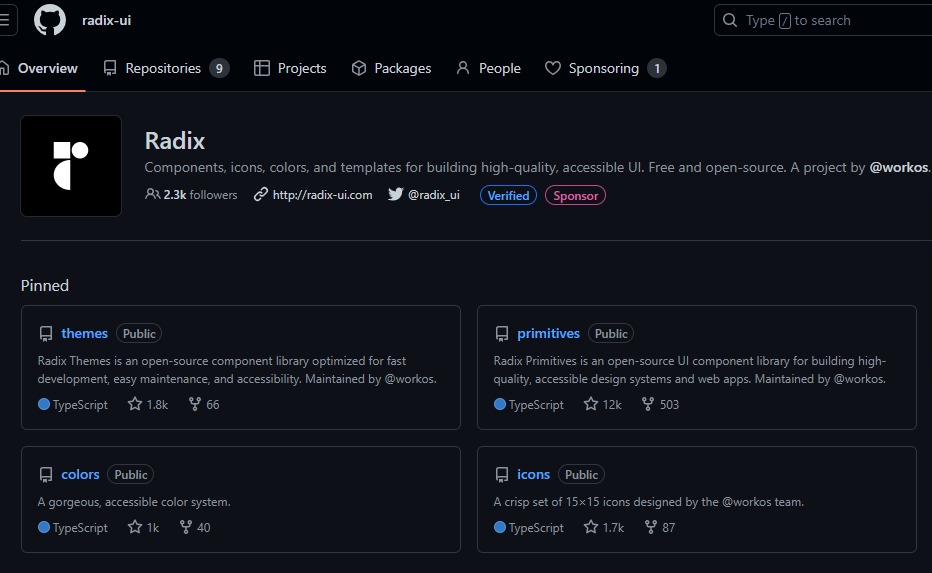 radix-ui
Type / to search
Overview Repositories 9 Projects Packages People Sponsoring 1
Radix
Components, icons, colors, and templates for building high-quality, accessible UI. Free and open-source. A project by @workos.
2.3k followers http://radix-ui.com @radix_ui Verified Sponsor
Pinned
themes Public
Radix Themes is an open-source component library optimized for fast
development, easy maintenance, and accessibility. Maintained by @workos.
TypeScript 1.8k 66
primitives Public
Radix Primitives is an open-source UI component library for building high-
quality, accessible design systems and web apps. Maintained by @workos.
TypeScript 12k 503
colors Public
A gorgeous, accessible color system.
TypeScript 1k 40
icons Public
A crisp set of 15×15 icons designed by the @workos team.
TypeScript 1.7k 87